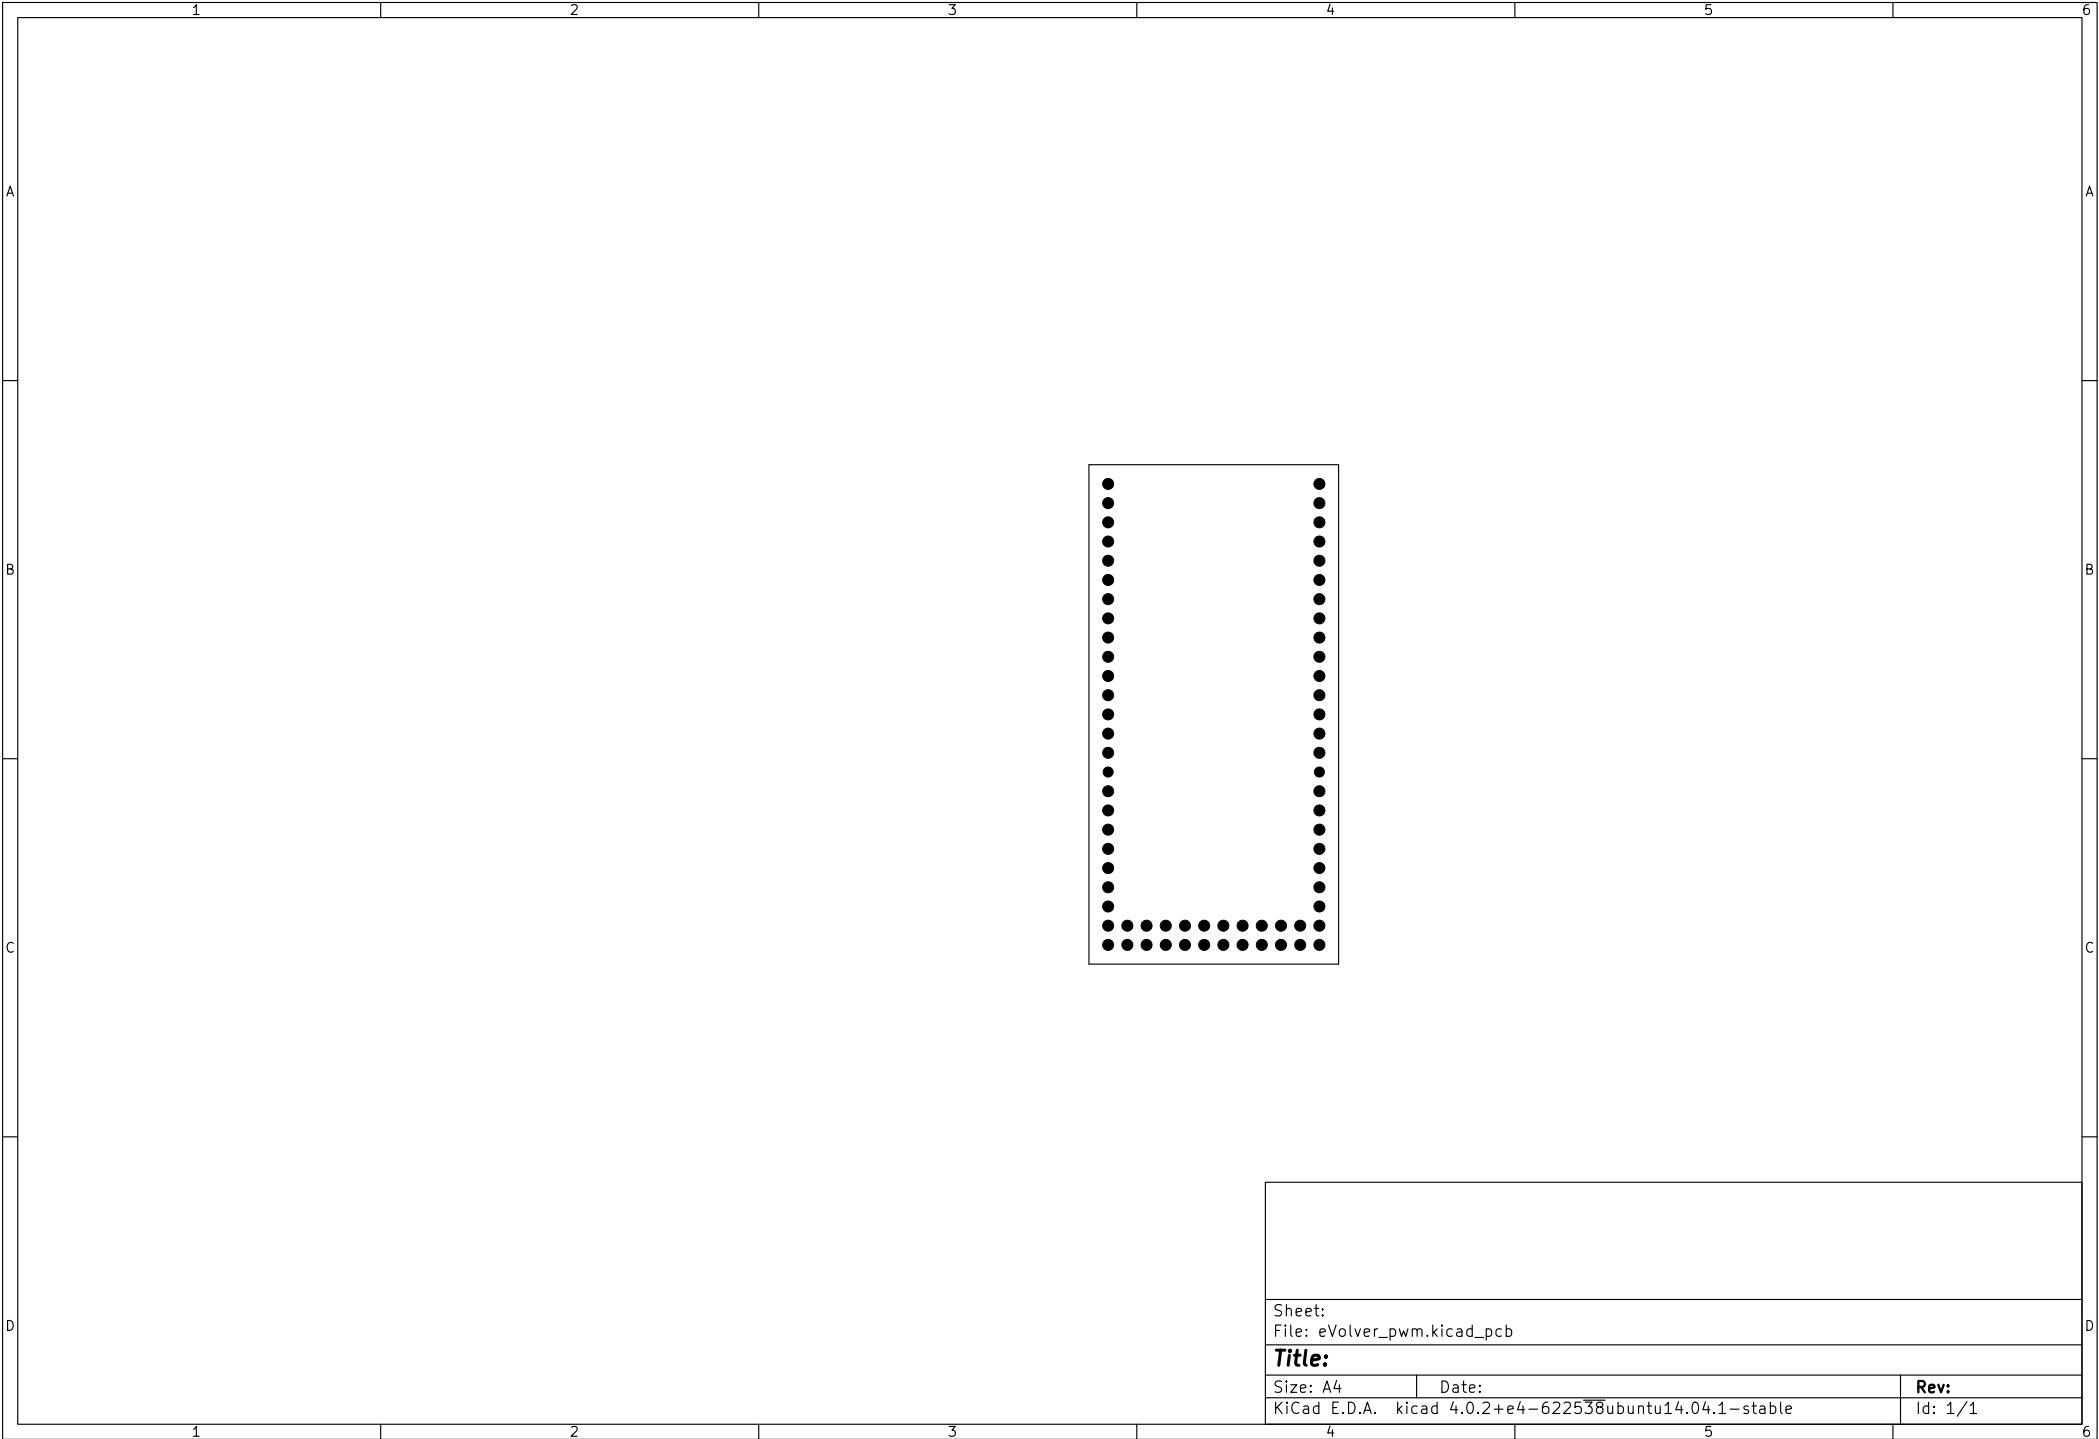 1 2 3 4 5 6
A A
B B
C C
D D
Sheet:
File: eVolver_pwm.kicad_pcb
Title:
Size: A4 Date: Rev:
KiCad E.D.A. kicad 4.0.2+e4-622538ubuntu14.04.1-stable Id: 1/1
1 2 3 4 5 6